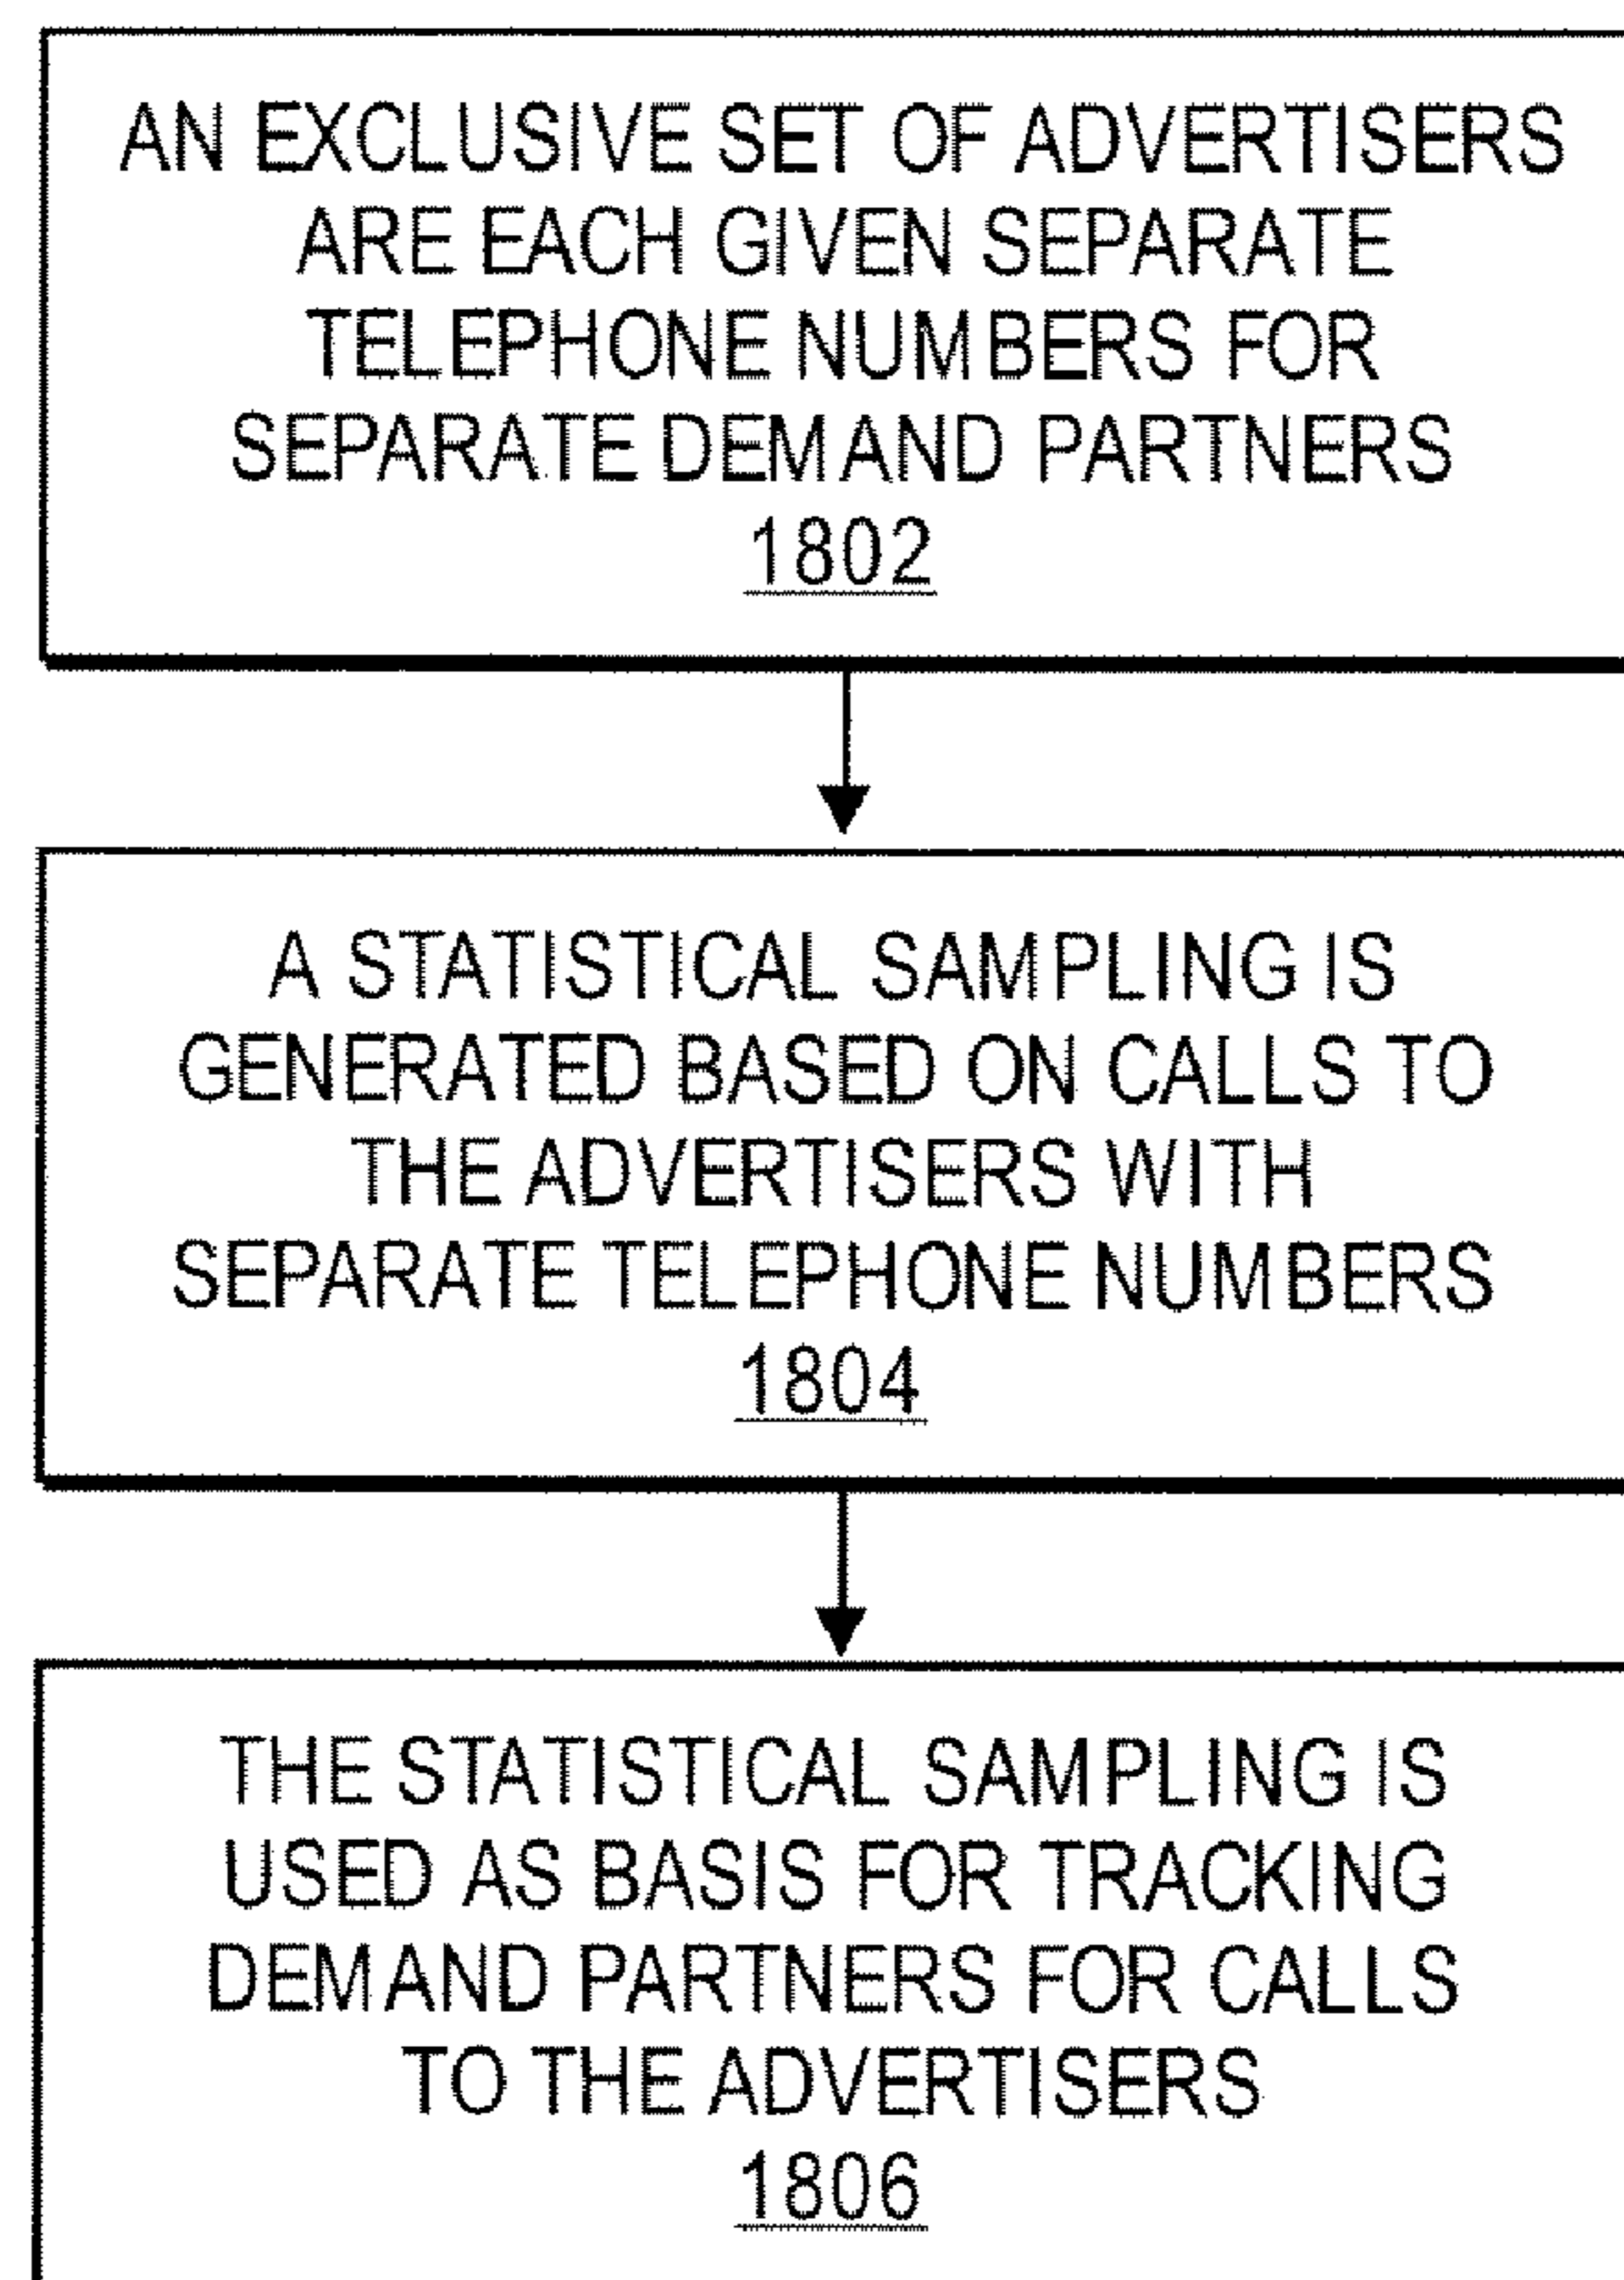 AN EXCLUSIVE SET OF ADVERTISERS
ARE EACH GIVEN SEPARATE
TELEPHONE NUMBERS FOR
SEPARATE DEMAND PARTNERS
1802
A STATISTICAL SAMPLING IS
GENERATED BASED ON CALLS TO
THE ADVERTISERS WITH
SEPARATE TELEPHONE NUMBERS
1804
THE STATISTICAL SAMPLING IS
USED AS BASIS FOR TRACKING
DEMAND PARTNERS FOR CALLS
TO THE ADVERTISERS
1806